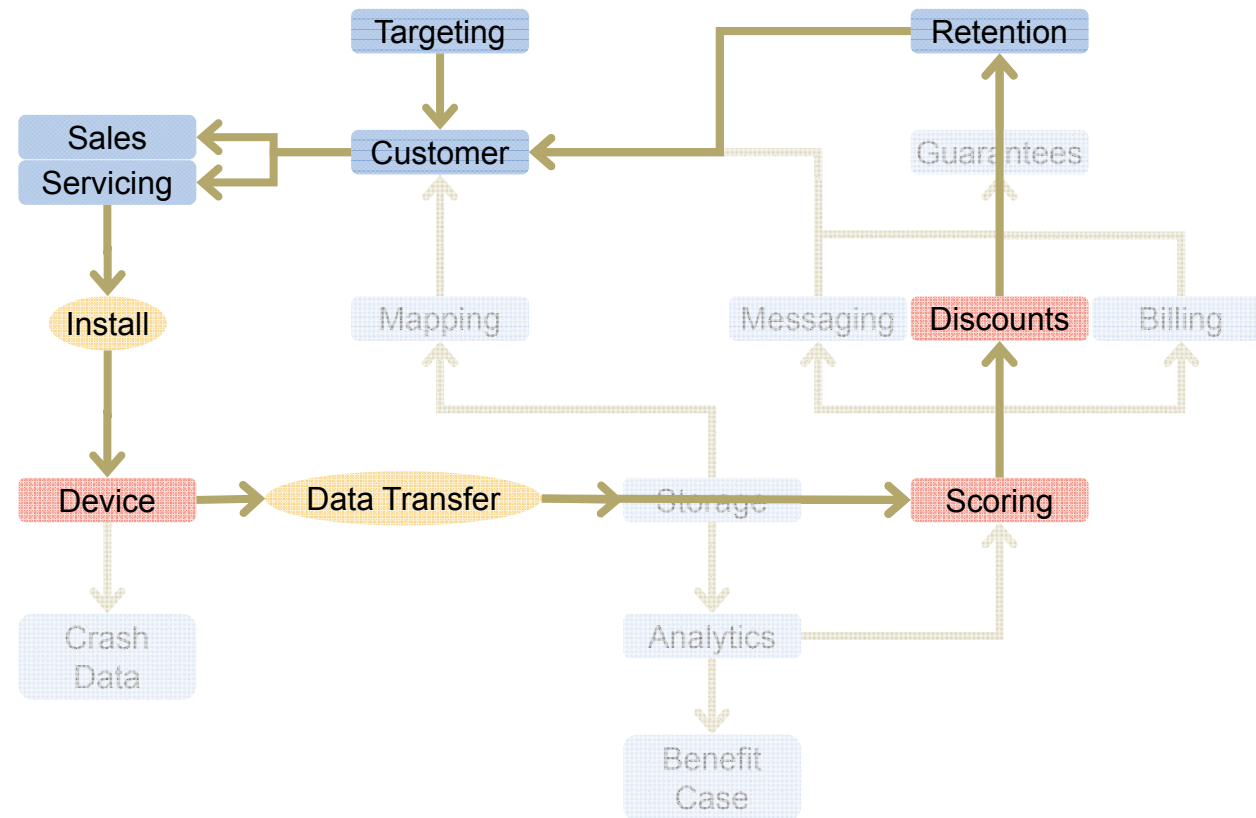 Targeting
Retention
Sales
Customer
Guarantees
Servicing
Install
Mapping
Messaging
Discounts
Billing
Device
Data Transfer
Storage
Scoring
Crash
Data
Analytics
Benefit
Case